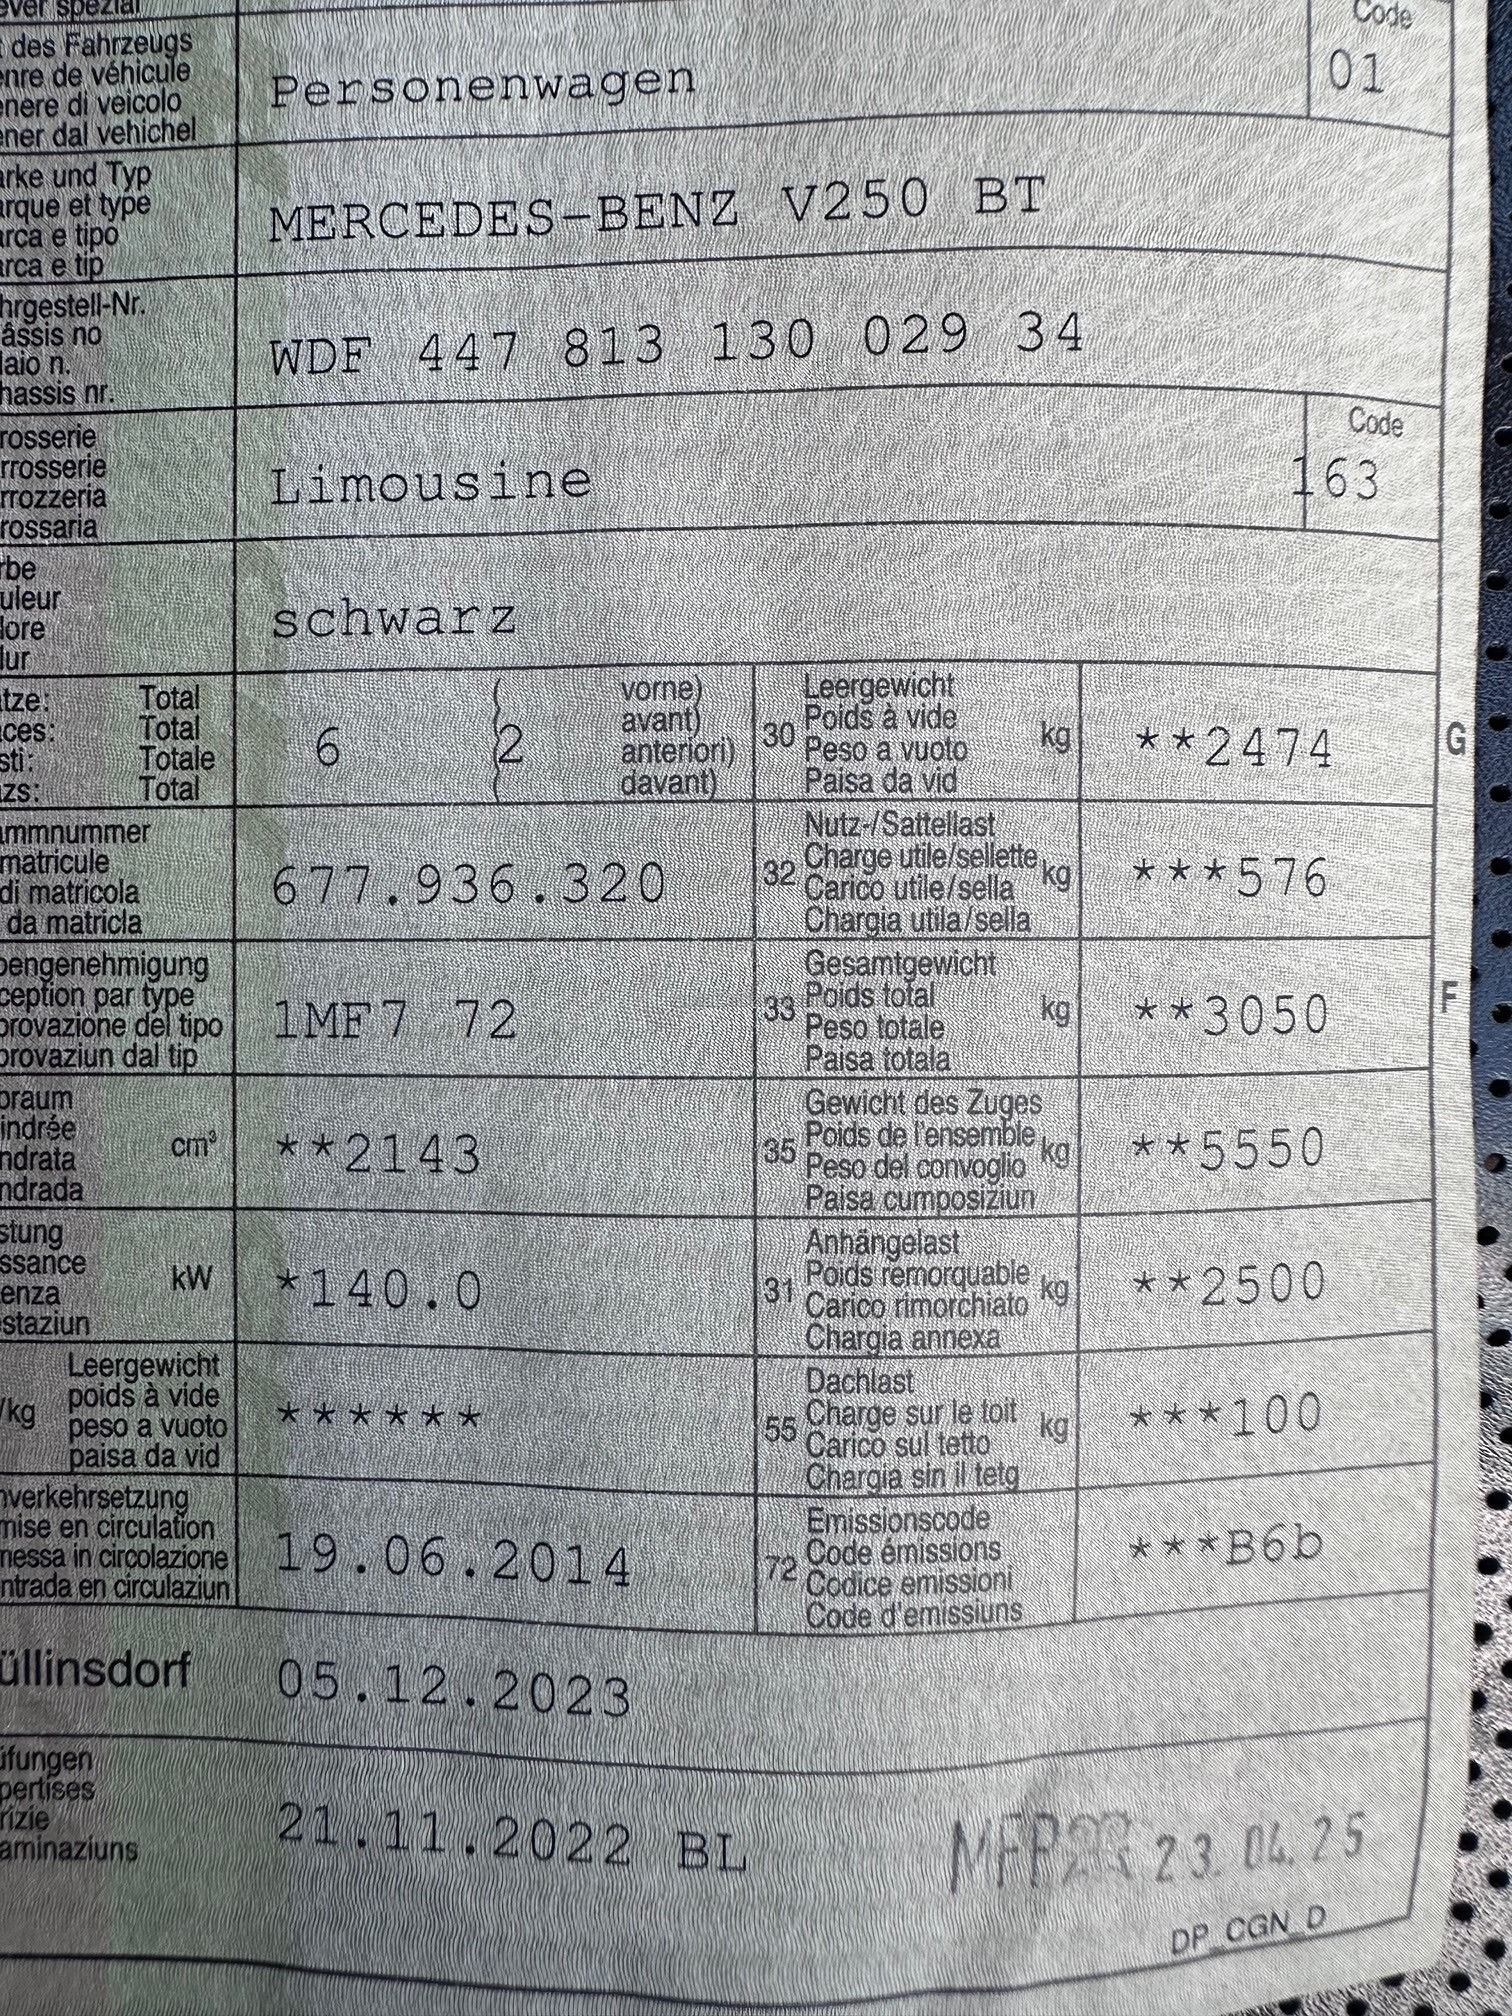 spezial
Code
des Fahrzeugs
de véhicule
di veicolo
dal vehichel
Personenwagen
01
und Typ
et type
e tipo
e tip
MERCEDES-BENZ V250 BT
hrgestell-Nr.
âssis no
laio n.
hassis nr.
WDF 447 813 130 029 34
rosserie
rrosserie
rrozzeria
rossaria
Limousine
Code
163
rbe
uleur
lore
lur
schwarz
tze: Total
ces: Total
sti: Totale
zs: Total
6
2
vorne)
avant)
anteriori)
davant)
30
Leergewicht
Poids à vide
Peso a vuoto
Paisa da vid
kg
**2474
G
ammnummer
matricule
di matricola
da matricla
677.936.320
32
Nutz-/Sattellast
Charge utile/sellette
Carico utile/sella
Chargia utila/sella
kg
***576
pengenehmigung
ception par type
provazione del tipo
provaziun dal tip
1MF7 72
33
Gesamtgewicht
Poids total
Peso totale
Paisa totala
kg
**3050
F
braum
indrée
ndrata
ndrada
cm³
**2143
35
Gewicht des Zuges
Poids de l'ensemble
Peso del convoglio
Paisa cumposiziun
kg
**5550
stung
ssance
enza
staziun
kW
*140.0
31
Anhängelast
Poids remorquable
Carico rimorchiato
Chargia annexa
kg
**2500
/kg
Leergewicht
poids à vide
peso a vuoto
paisa da vid
******
55
Dachlast
Charge sur le toit
Carico sul tetto
Chargia sin il tetg
kg
***100
nverkehrsetzung
mise en circulation
messa in circolazione
ntrada en circulaziun
19.06.2014
72
Emissionscode
Code émissions
Codice emissioni
Code d'emissiuns
***B6b
üllinsdorf
05.12.2023
üfungen
pertises
rizie
aminaziuns
21.11.2022 BL
MFP 23. 04. 25
DP_CGN_D